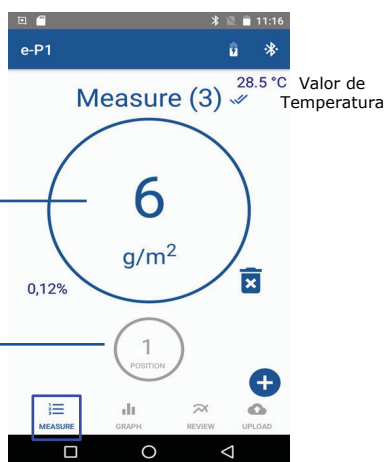 11:16
e-P1
28.5 °C
Valor de
Temperatura
Measure (3)
6
g/m²
0,12%
1
POSITION
MEASURE
GRAPH
REVIEW
UPLOAD